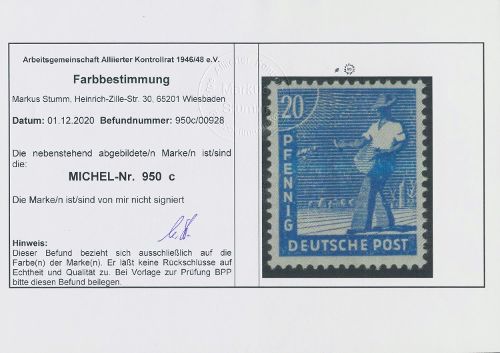 Arbeitsgemeinschaft Alliierter Kontrollrat 1946/48 e.V.
Farbbestimmung
Markus Stumm, Heinrich-Zille-Str. 30, 65201 Wiesbaden
Datum: 01.12.2020 Befundnummer: 950c/00928
Die nebenstehend abgebildete/n Marke/n ist/sind
die:
MICHEL-Nr. 950 c
Die Marke/n ist/sind von mir nicht signiert
Hinweis:
Dieser Befund bezieht sich ausschließlich auf die
Farbe(n) der Marke(n). Er läßt keine Rückschlüsse auf
Echtheit und Qualität zu. Bei Vorlage zur Prüfung BPP
bitte diesen Befund beilegen.
20
PFENNIG
DEUTSCHE POST